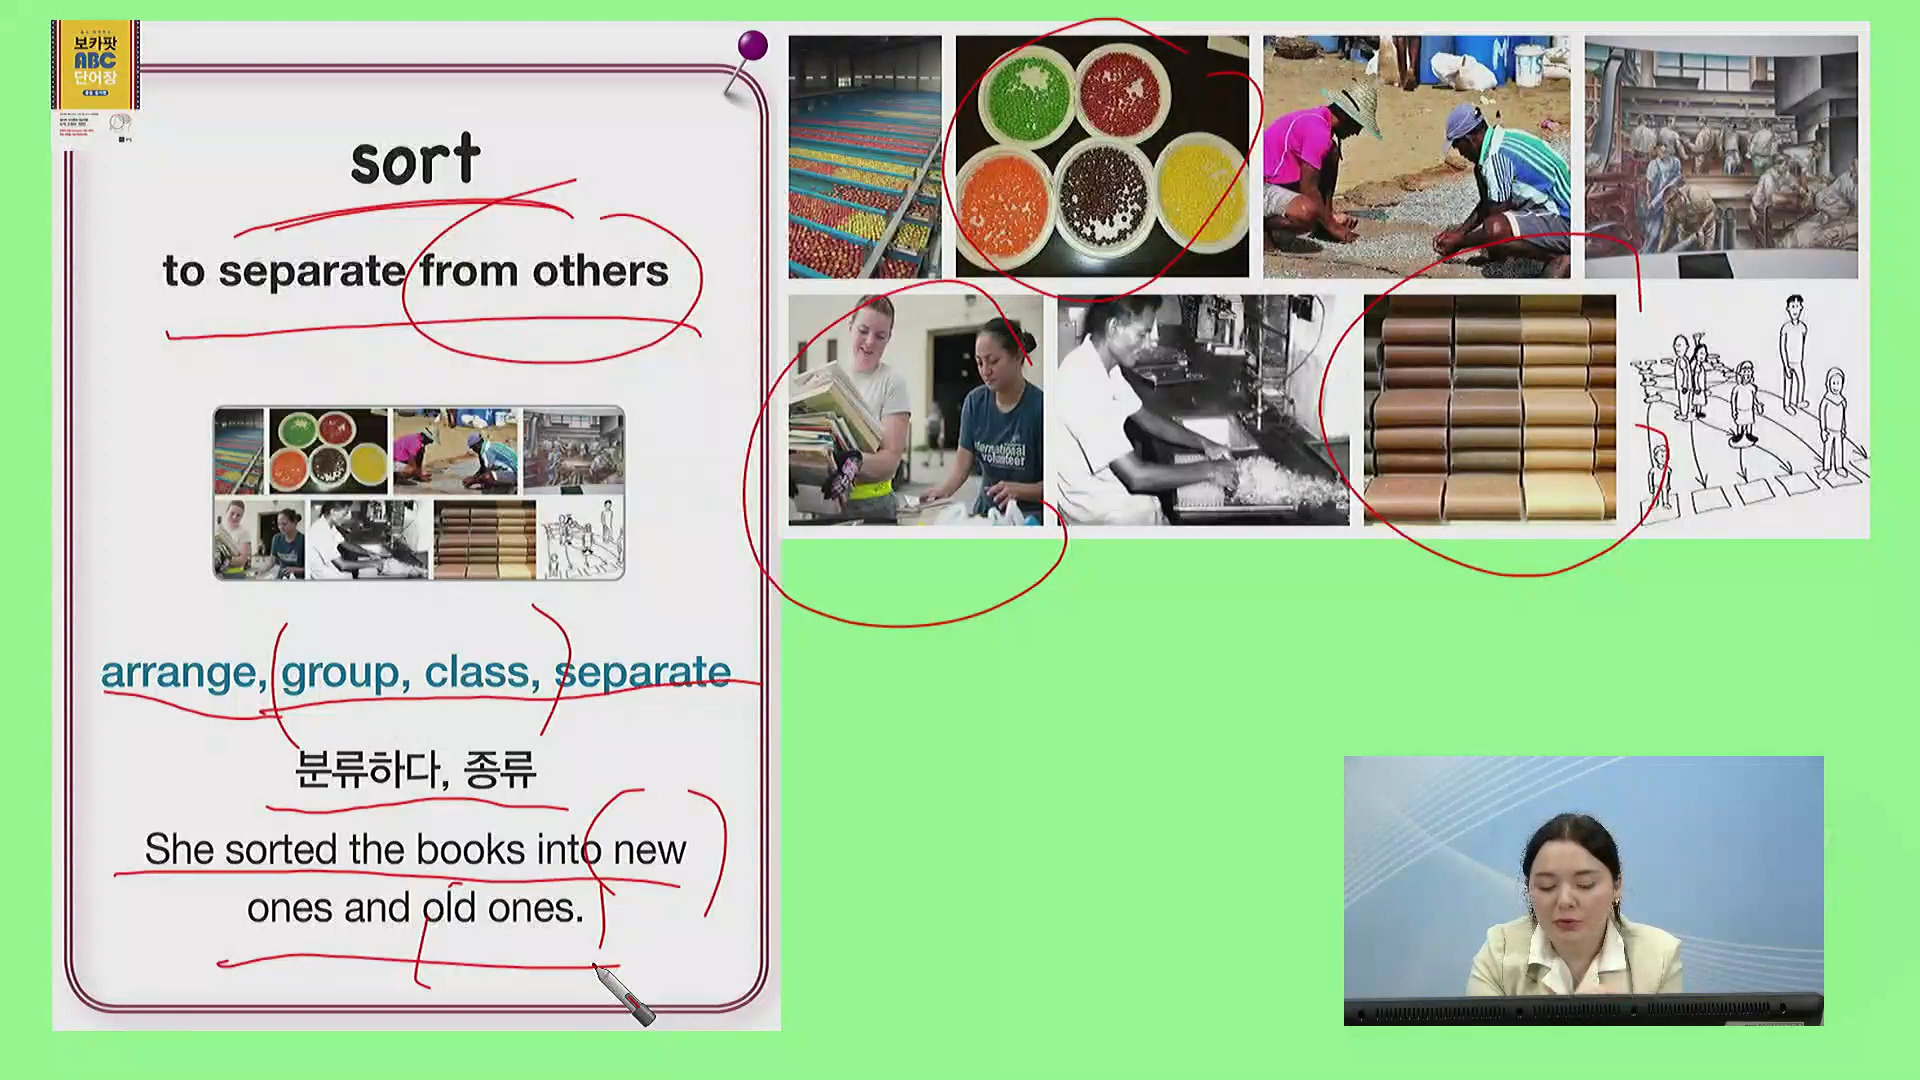 보카팟
ABC
단어장
sort
to separate from others
arrange, group, class, separate
분류하다, 종류
She sorted the books into new
ones and old ones.
international
volunteer